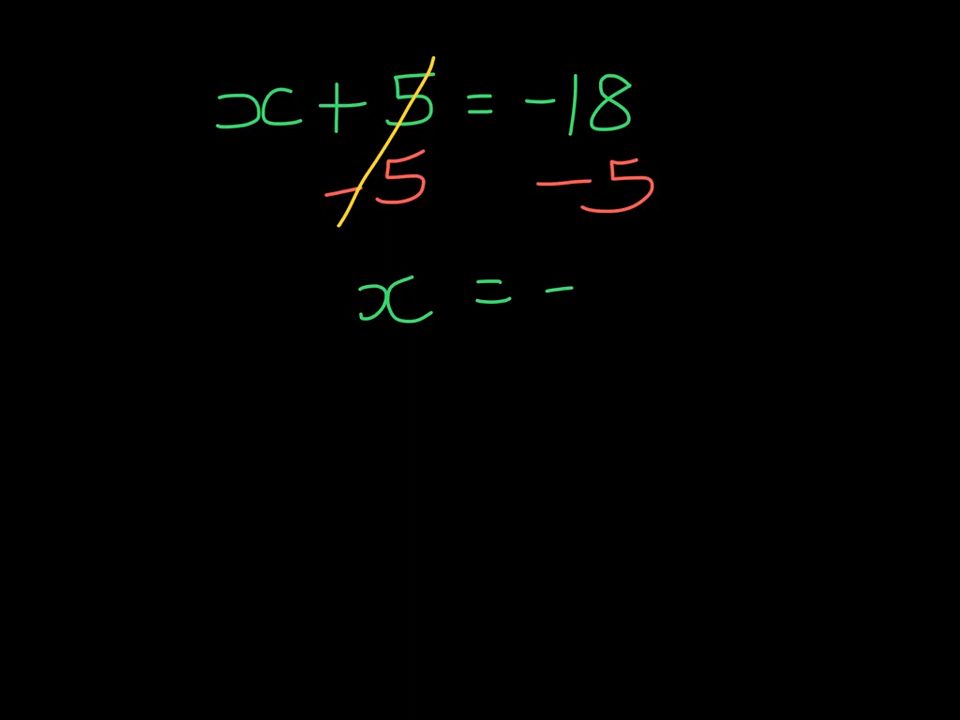 x + 5 = -18
-5 -5
x = -